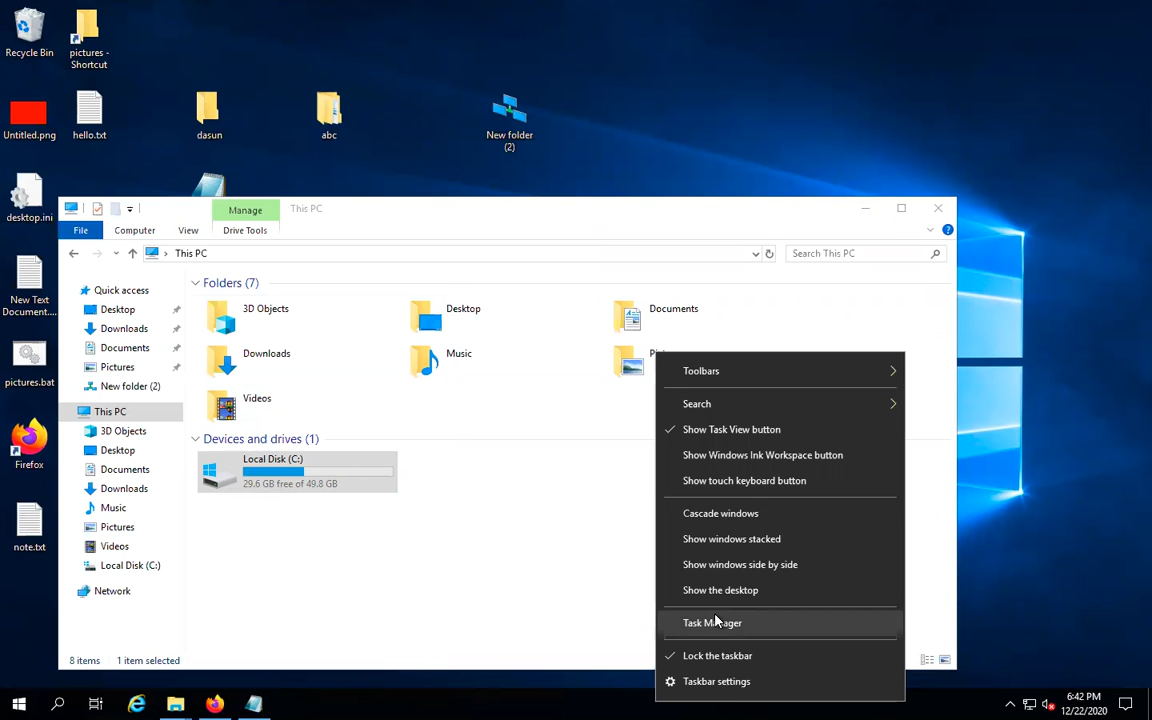 Recycle Bin
pictures -
Shortcut
Untitled.png
hello.txt
dasun
abc
New folder
(2)
desktop.ini
New Text
Document....
pictures.bat
Firefox
note.txt
Manage
This PC
File
Computer
View
Drive Tools
This PC
Search This PC
Quick access
Desktop
Downloads
Documents
Pictures
New folder (2)
This PC
3D Objects
Desktop
Documents
Downloads
Music
Pictures
Videos
Local Disk (C:)
Network
Folders (7)
3D Objects
Desktop
Documents
Downloads
Music
Videos
Devices and drives (1)
Local Disk (C:)
29.6 GB free of 49.8 GB
8 items
1 item selected
Toolbars
Search
Show Task View button
Show Windows Ink Workspace button
Show touch keyboard button
Cascade windows
Show windows stacked
Show windows side by side
Show the desktop
Task Manager
Lock the taskbar
Taskbar settings
6:42 PM
12/22/2020